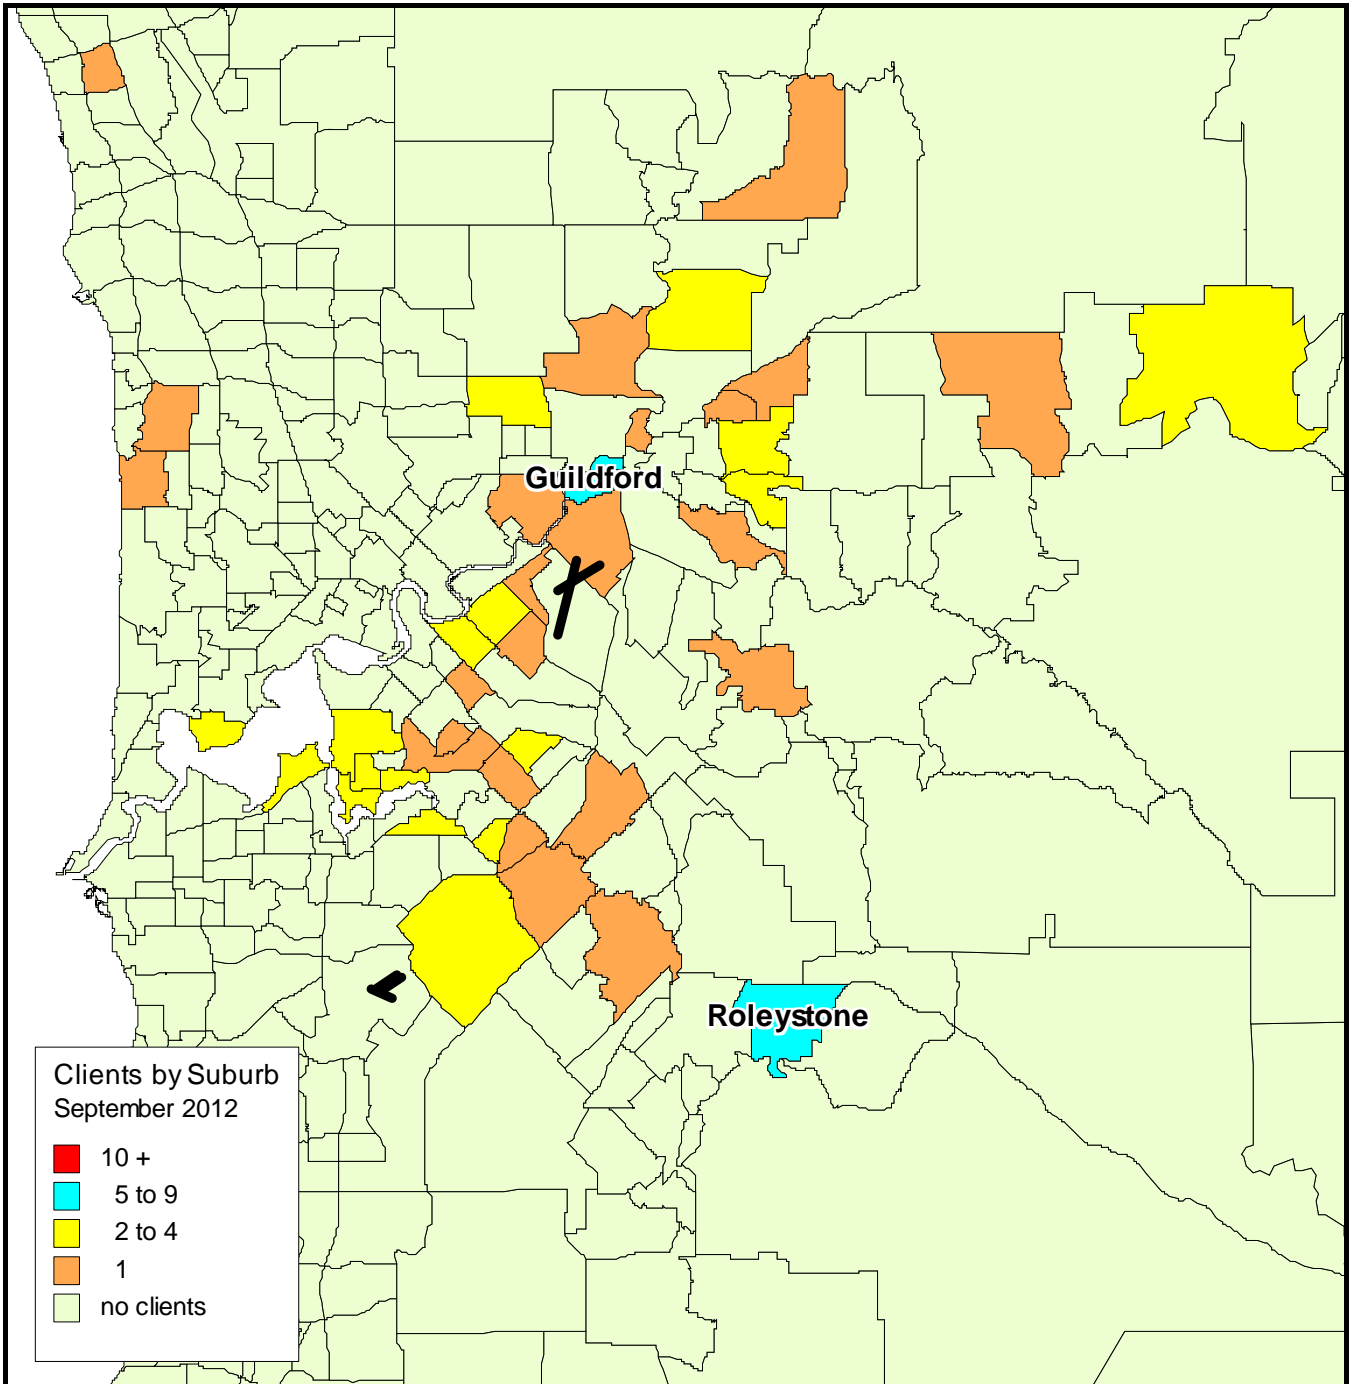 Guildford
Roleystone
Clients by Suburb
September 2012
10 +
5 to 9
2 to 4
1
no clients